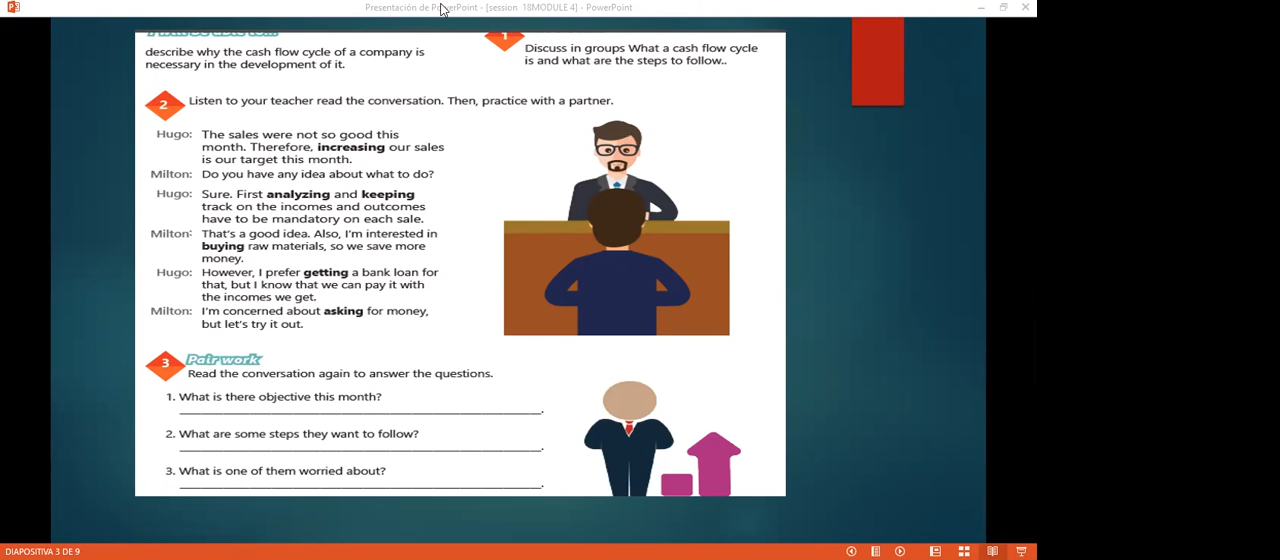 Presentación de PowerPoint - [session 18MODULE 4] - PowerPoint
describe why the cash flow cycle of a company is
necessary in the development of it.
1
Discuss in groups What a cash flow cycle
is and what are the steps to follow..
2
Listen to your teacher read the conversation. Then, practice with a partner.
Hugo: The sales were not so good this
month. Therefore, increasing our sales
is our target this month.
Milton: Do you have any idea about what to do?
Hugo: Sure. First analyzing and keeping
track on the incomes and outcomes
have to be mandatory on each sale.
Milton: That's a good idea. Also, I'm interested in
buying raw materials, so we save more
money.
Hugo: However, I prefer getting a bank loan for
that, but I know that we can pay it with
the incomes we get.
Milton: I'm concerned about asking for money,
but let's try it out.
3
Pair work
Read the conversation again to answer the questions.
1. What is there objective this month?
2. What are some steps they want to follow?
3. What is one of them worried about?
DIAPOSITIVA 3 DE 9